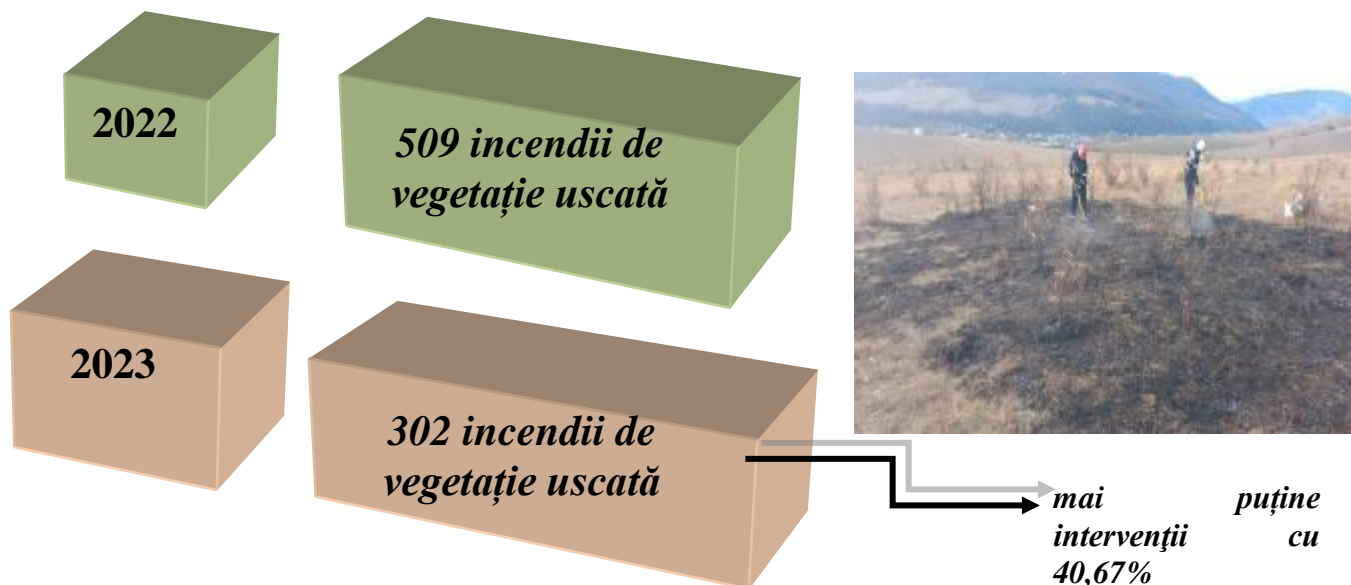 2022
509 incendii de
vegetație uscată
2023
302 incendii de
vegetație uscată
mai puține
intervenţii cu
40,67%